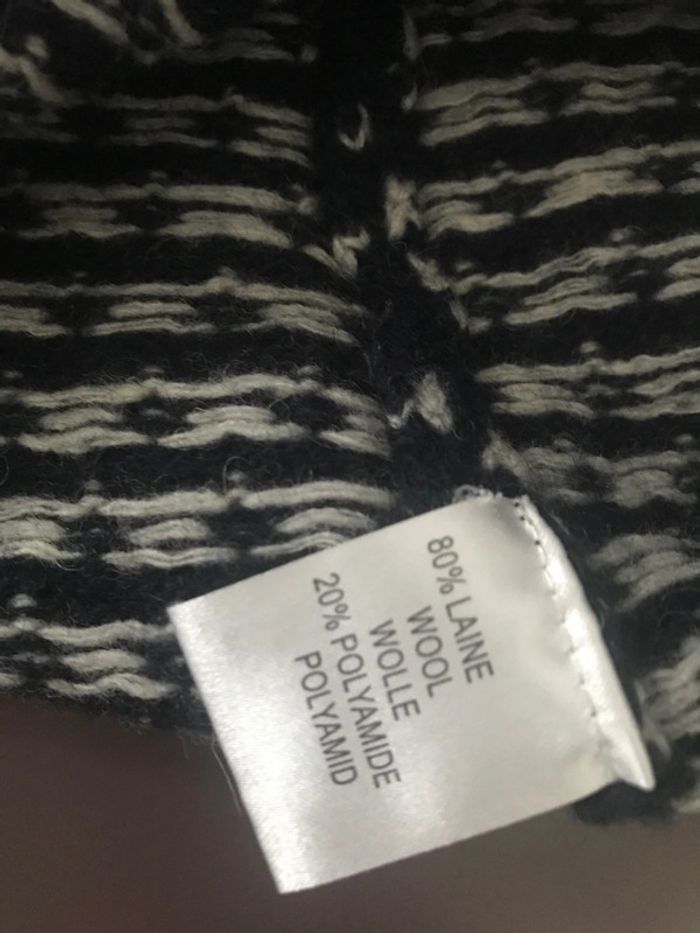 80% LAINE
WOOL
WOLLE
20% POLYAMIDE
POLYAMID